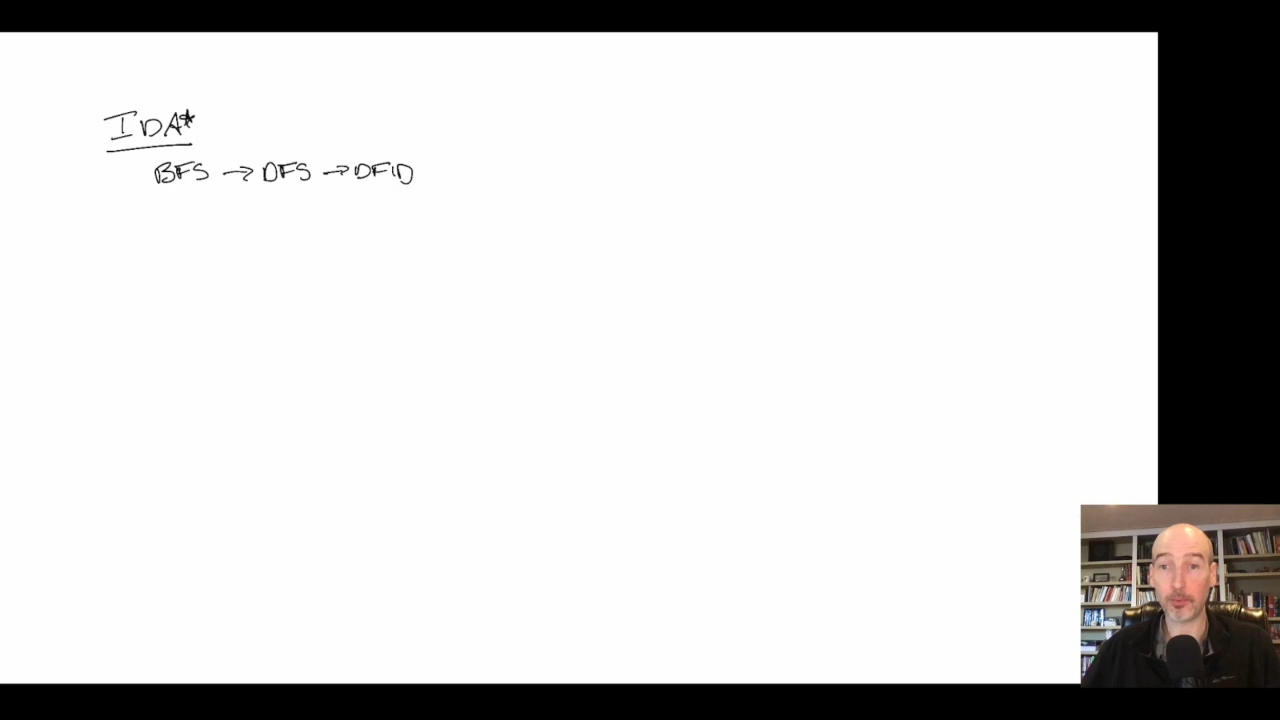 IDA*
BFS → DFS → DFID